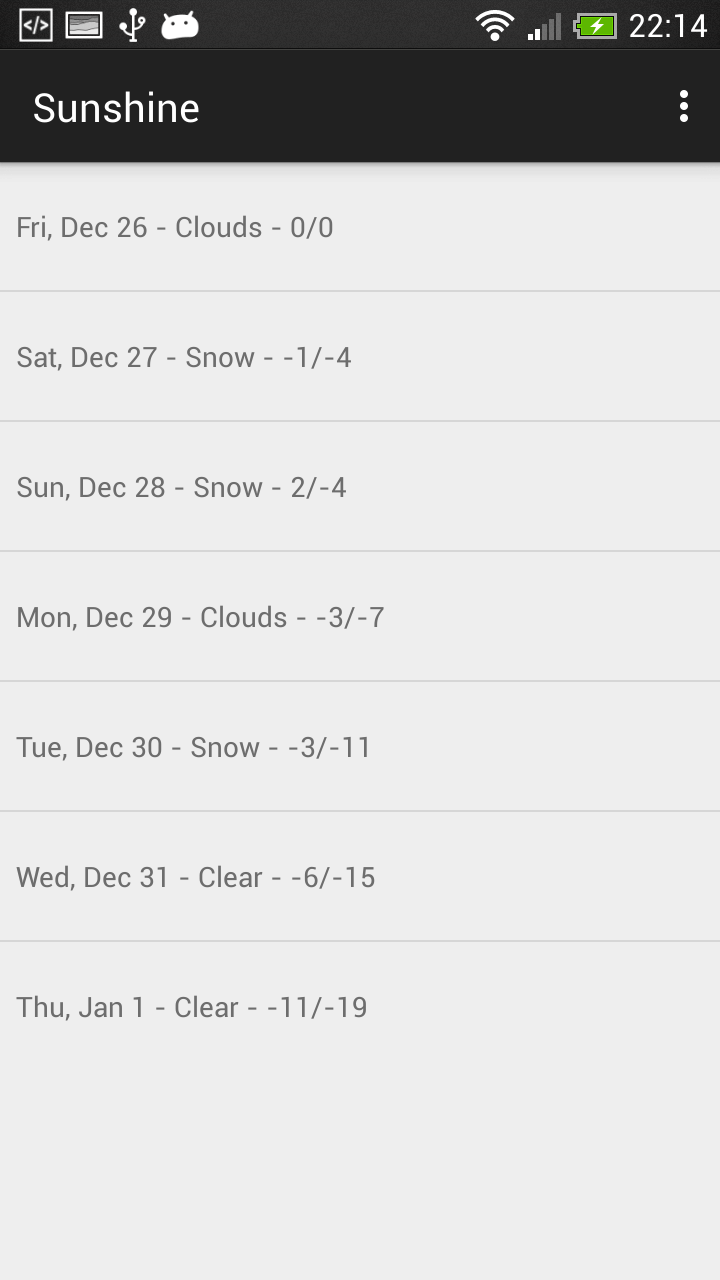 22:14
Sunshine
Fri, Dec 26 - Clouds - 0/0
Sat, Dec 27 - Snow - -1/-4
Sun, Dec 28 - Snow - 2/-4
Mon, Dec 29 - Clouds - -3/-7
Tue, Dec 30 - Snow - -3/-11
Wed, Dec 31 - Clear - -6/-15
Thu, Jan 1 - Clear - -11/-19